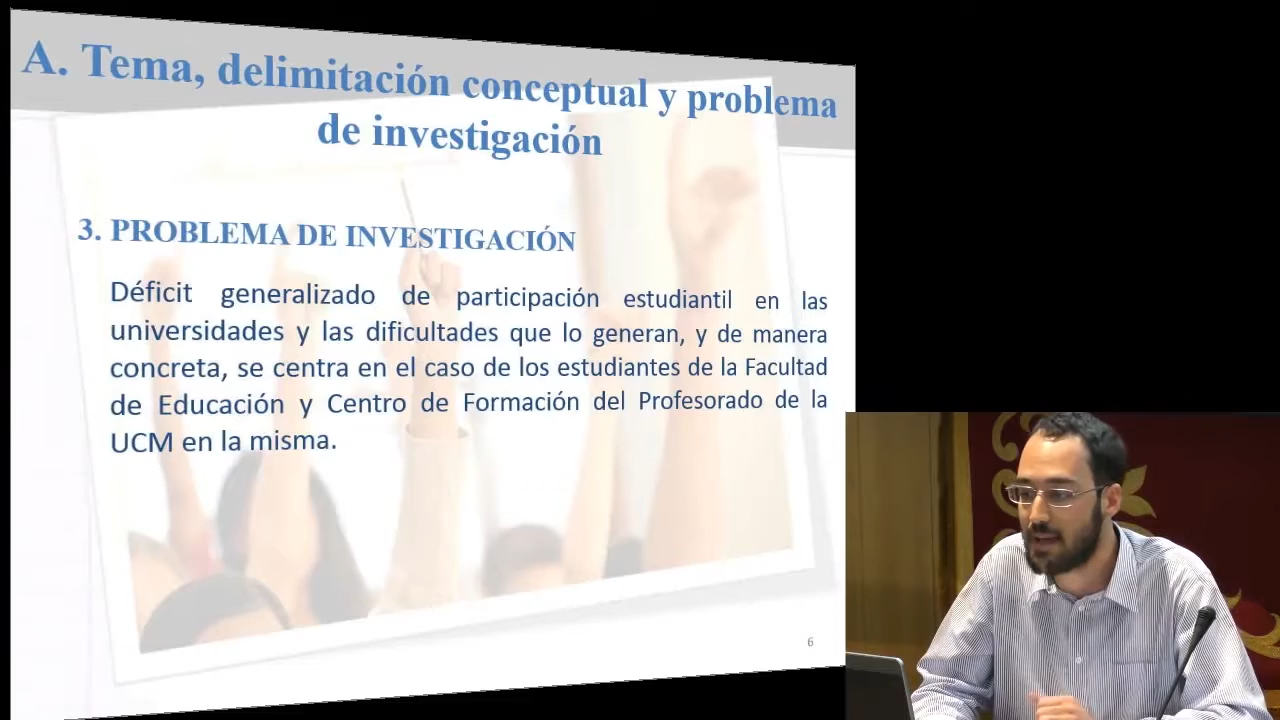 A. Tema, delimitación conceptual y problema
de investigación
3. PROBLEMA DE INVESTIGACIÓN
Déficit generalizado de participación estudiantil en las
universidades y las dificultades que lo generan, y de manera
concreta, se centra en el caso de los estudiantes de la Facultad
de Educación y Centro de Formación del Profesorado de la
UCM en la misma.
6